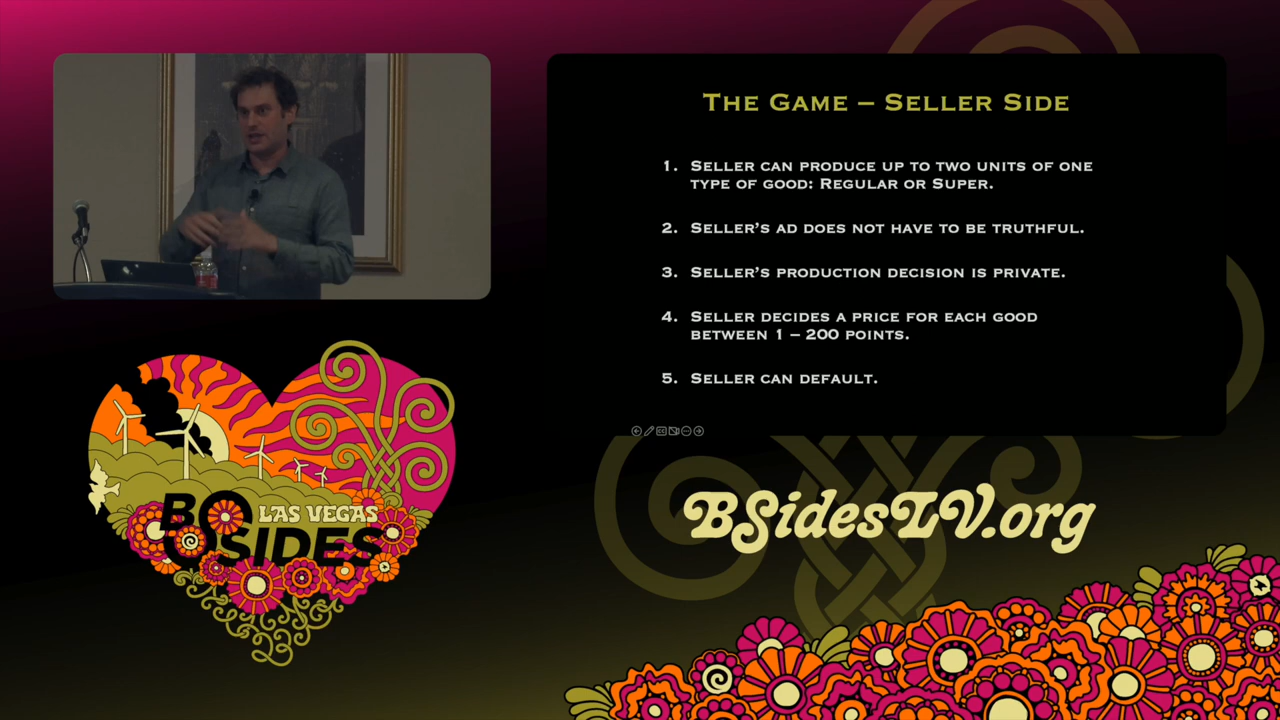 The Game – Seller Side
1. Seller can produce up to two units of one
type of good: Regular or Super.
2. Seller's ad does not have to be truthful.
3. Seller's production decision is private.
4. Seller decides a price for each good
between 1 – 200 points.
5. Seller can default.
BSidesLV.org
LAS VEGAS
BSIDES